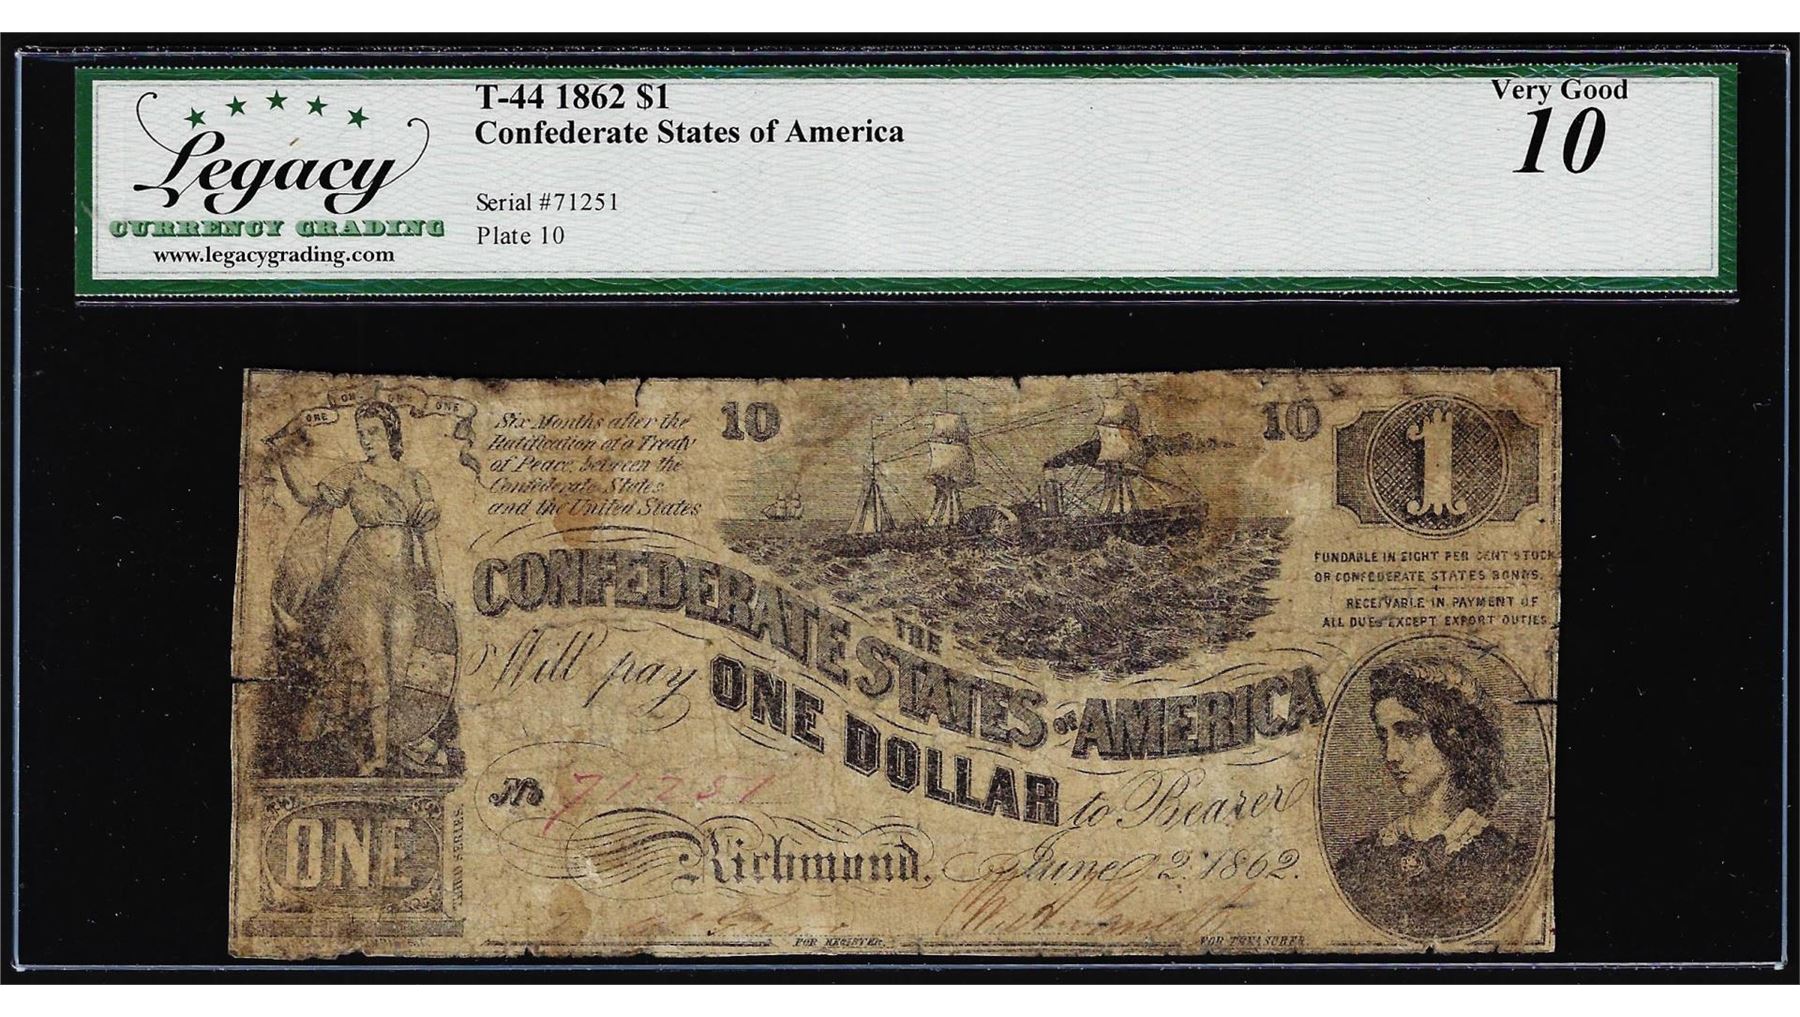 Legacy
CURRENCY GRADING
www.legacygrading.com
T-44 1862 $1
Confederate States of America
Serial #71251
Plate 10
Very Good
10
ONE ONE ONE
Six Months after the
Ratification of a Treaty
of Peace, between the
Confederate States
and the United States
10
10
1
FUNDABLE IN EIGHT PER CENT STOCK
OR CONFEDERATE STATES BONDS.
RECEIVABLE IN PAYMENT OF
ALL DUES EXCEPT EXPORT DUTIES
THE
CONFEDERATE STATES OF AMERICA
Will pay ONE DOLLAR to Bearer
No 71251
Richmond, June 2, 1862.
ONE
THIRD SERIES.
FOR REGISTER.
FOR TREASURER